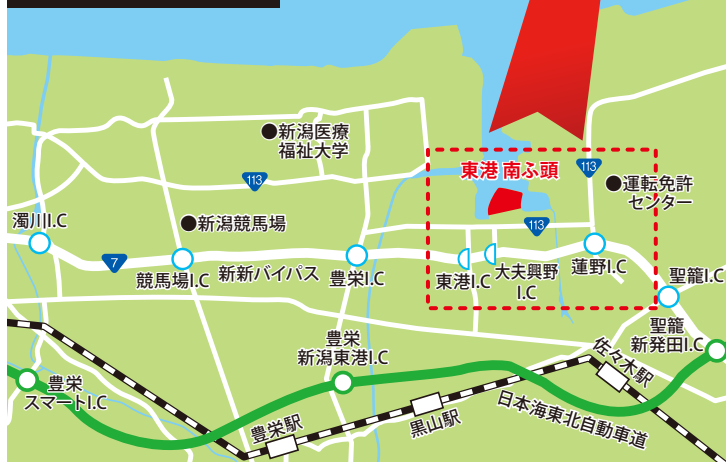 新潟医療
福祉大学
113
東港 南ふ頭
113
運転免許
センター
濁川I.C
新潟競馬場
113
7
競馬場I.C
新新バイパス
豊栄I.C
東港I.C
大夫興野
I.C
蓮野I.C
聖籠I.C
聖籠
新発田I.C
豊栄
新潟東港I.C
豊栄
スマートI.C
佐々木駅
豊栄駅
黒山駅
日本海東北自動車道